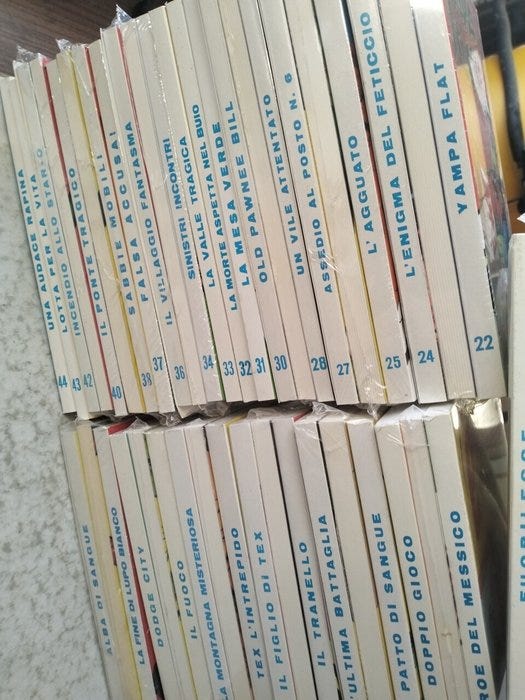 UNA AUDACE RAPINA
44
LOTTA PER LA VITA
43
INCENDIO ALLO STARTO
42
IL PONTE TRAGICO
40
SABBIE MOBILI
38
FALSA ACCUSA!
37
IL VILLAGGIO FANTASMA
36
SINISTRI INCONTRI
34
LA VALLE TRAGICA
33
LA MORTE ASPETTA NEL BUIO
32
LA MESA VERDE
31
OLD PAWNEE BILL
30
UN VILE ATTENTATO
28
ASSEDIO AL POSTO N. 6
27
L'AGGUATO
25
L'ENIGMA DEL FETICCIO
24
YAMPA FLAT
22
ALBA DI SANGUE
LA FINE DI LUPO BIANCO
DODGE CITY
IL FUOCO
LA MONTAGNA MISTERIOSA
TEX L'INTREPIDO
IL FIGLIO DI TEX
IL TRANELLO
L'ULTIMA BATTAGLIA
PATTO DI SANGUE
DOPPIO GIOCO
OE DEL MESSICO